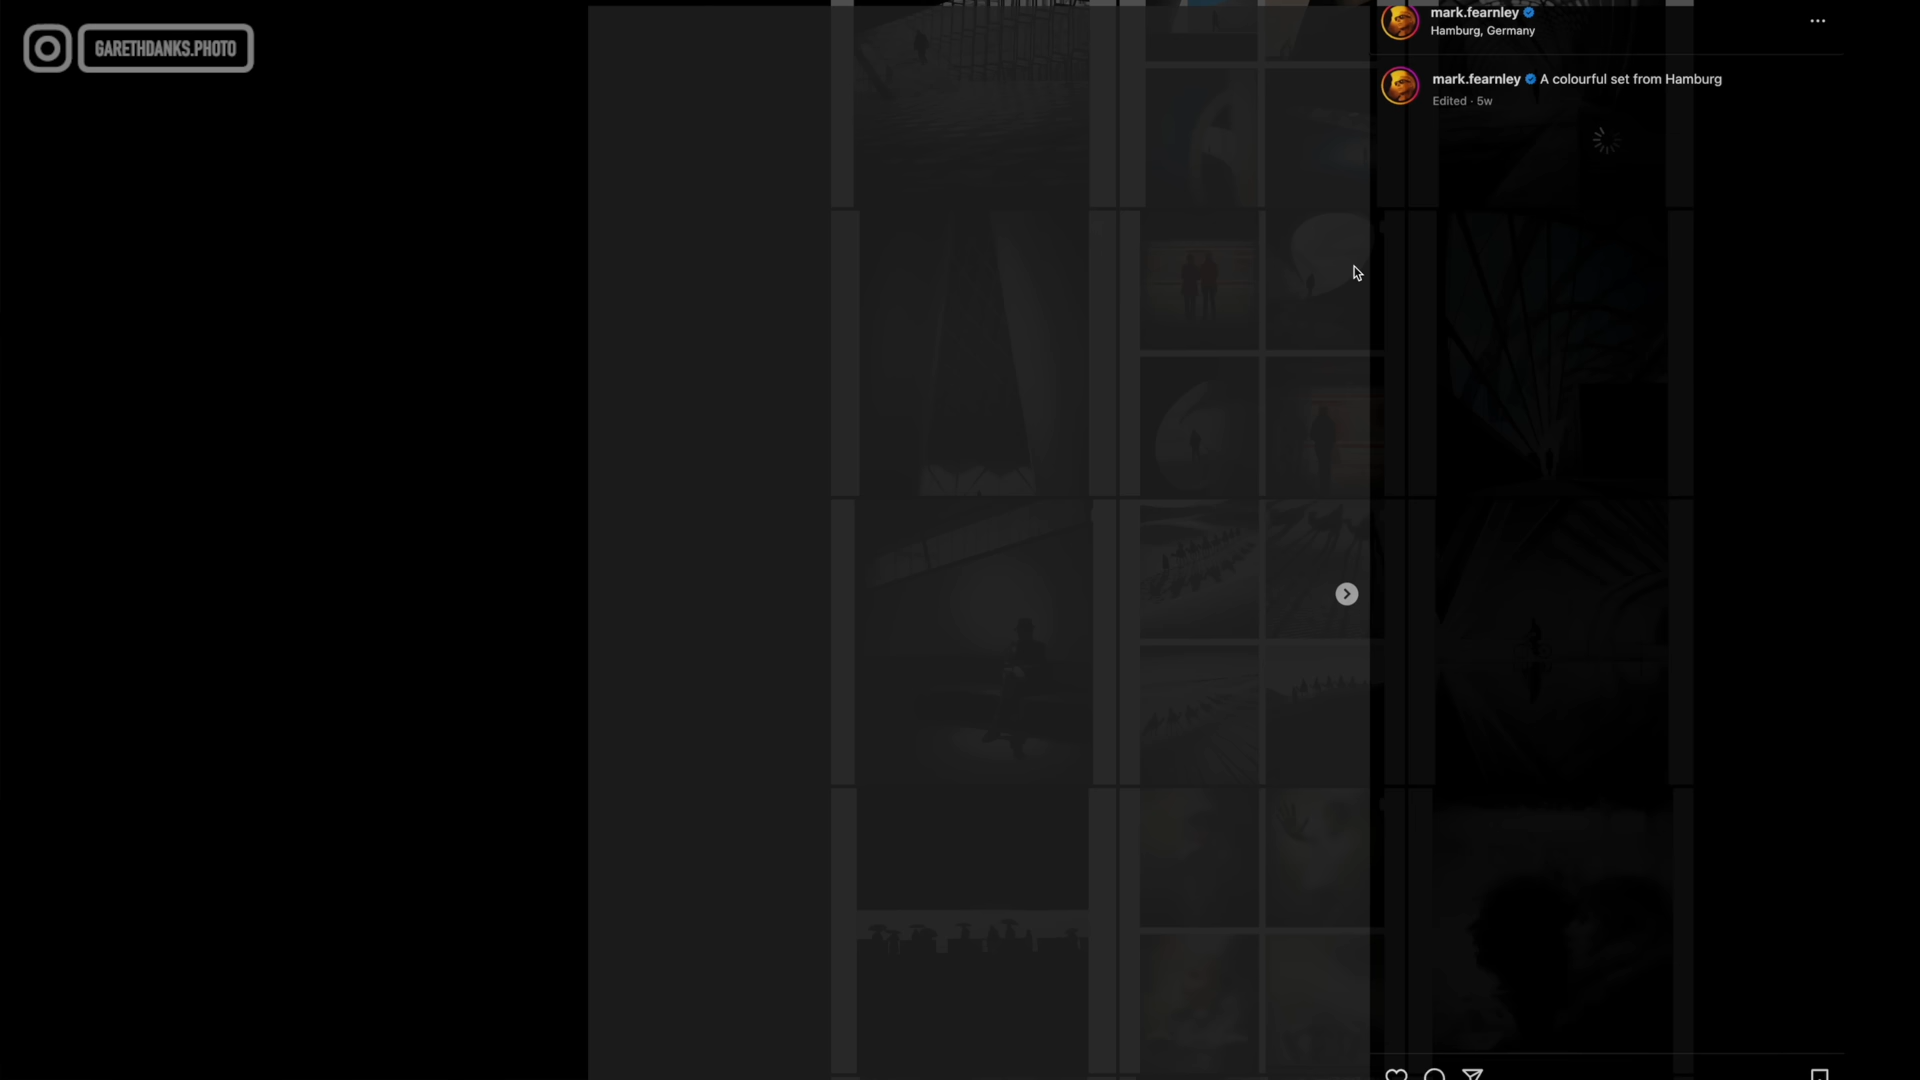 GARETHDANKS.PHOTO
mark.fearnley
Hamburg, Germany
mark.fearnley A colourful set from Hamburg
Edited · 5w